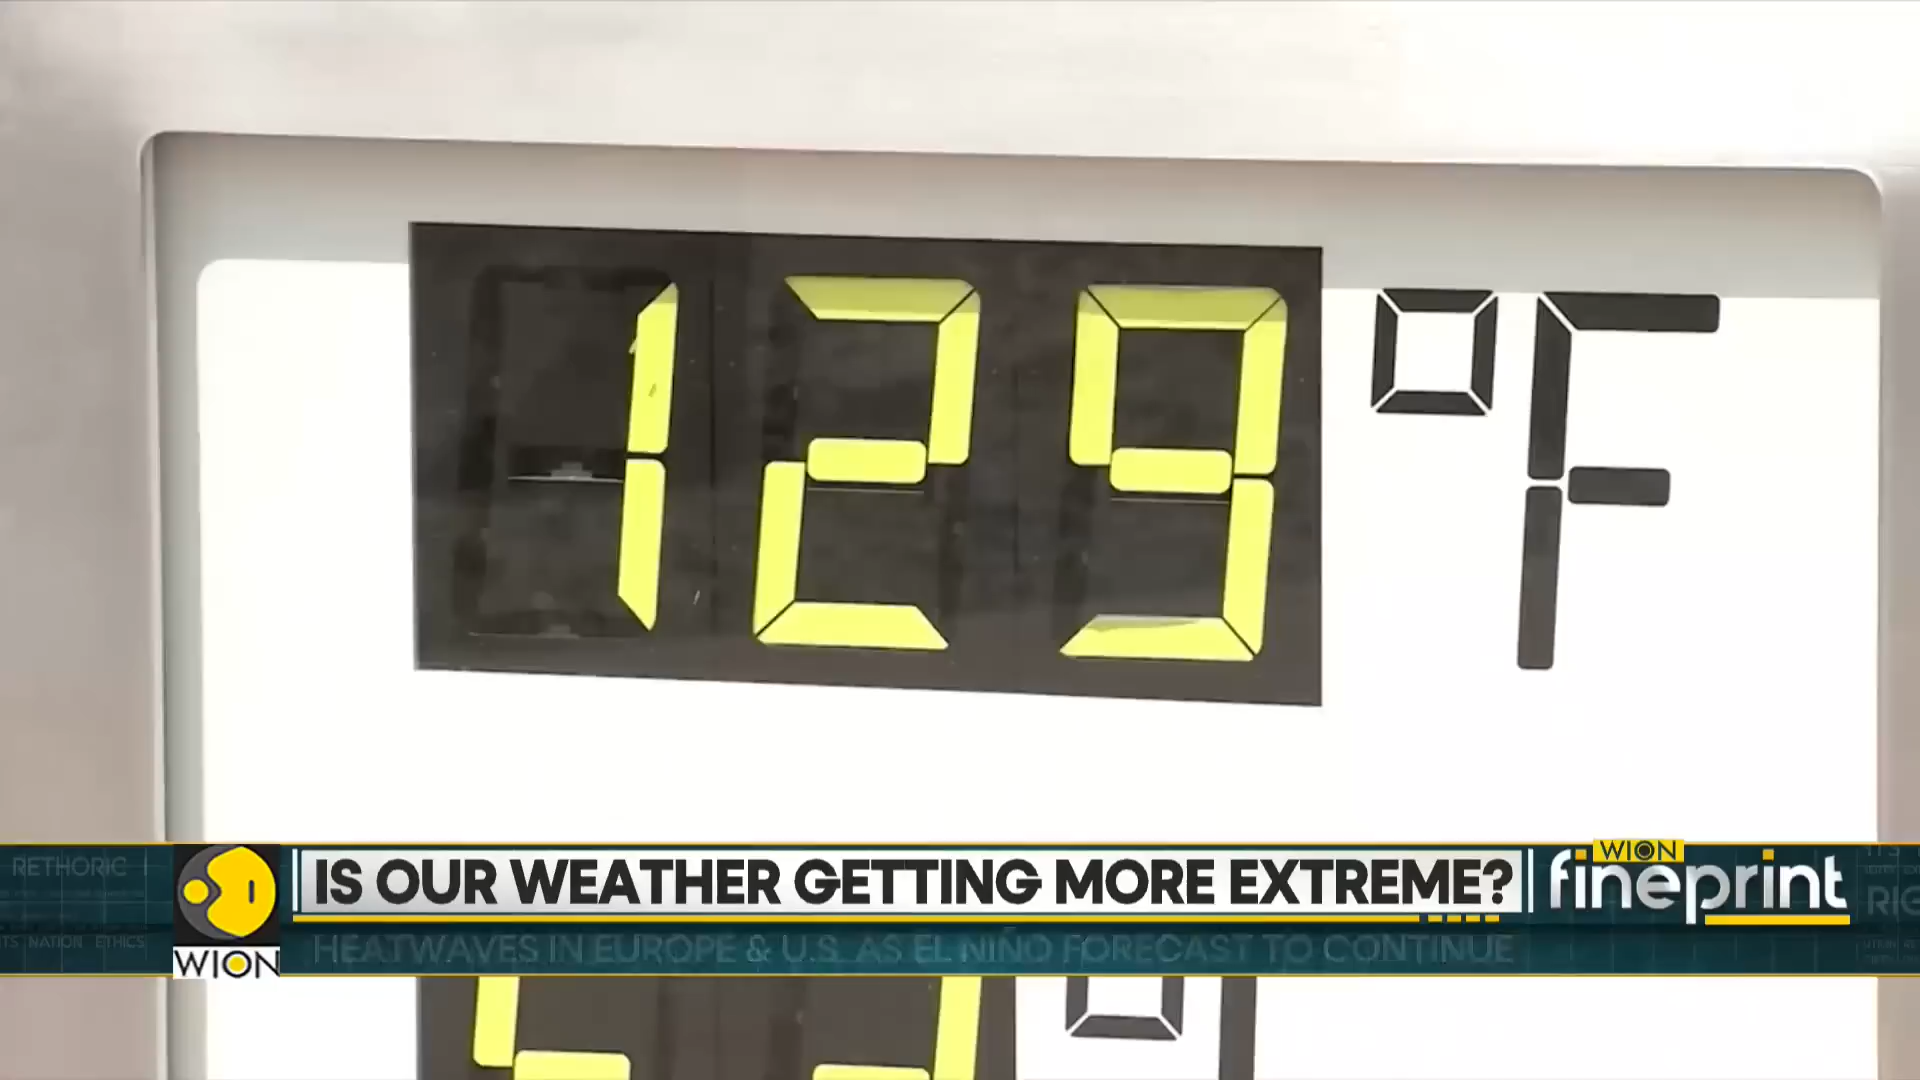 129 °F
RETHORIC
IS OUR WEATHER GETTING MORE EXTREME?
WION
fineprint
NATION ETHICS
WION
HEATWAVES IN EUROPE & U.S. AS EL NIÑO FORECAST TO CONTINUE